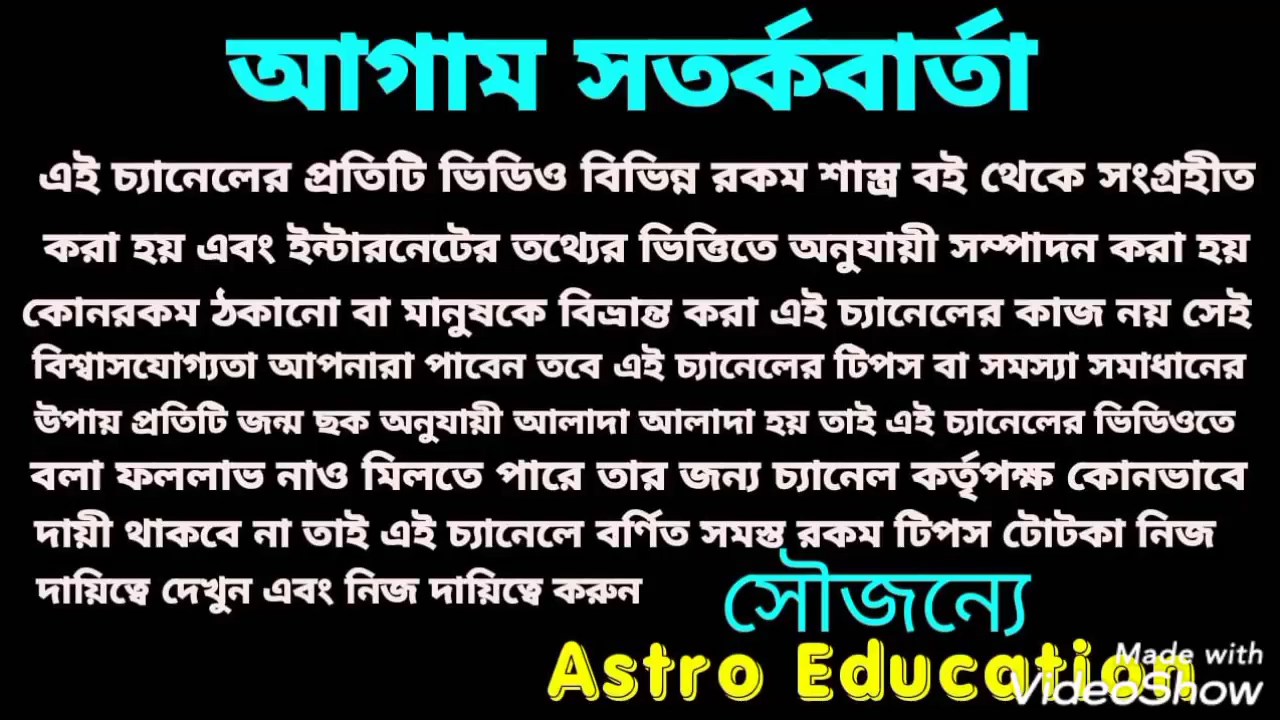 আগাম সতর্কবার্তা
এই চ্যানেলের প্রতিটি ভিডিও বিভিন্ন রকম শাস্ত্র বই থেকে সংগ্রহীত
করা হয় এবং ইন্টারনেটের তথ্যের ভিত্তিতে অনুযায়ী সম্পাদন করা হয়
কোনরকম ঠকানো বা মানুষকে বিভ্রান্ত করা এই চ্যানেলের কাজ নয় সেই
বিশ্বাসযোগ্যতা আপনারা পাবেন তবে এই চ্যানেলের টিপস বা সমস্যা সমাধানের
উপায় প্রতিটি জন্ম ছক অনুযায়ী আলাদা আলাদা হয় তাই এই চ্যানেলের ভিডিওতে
বলা ফললাভ নাও মিলতে পারে তার জন্য চ্যানেল কর্তৃপক্ষ কোনভাবে
দায়ী থাকবে না তাই এই চ্যানেলে বর্ণিত সমস্ত রকম টিপস টোটকা নিজ
দায়িত্বে দেখুন এবং নিজ দায়িত্বে করুন
সৌজন্যে
Astro Education
Made with
VideoShow